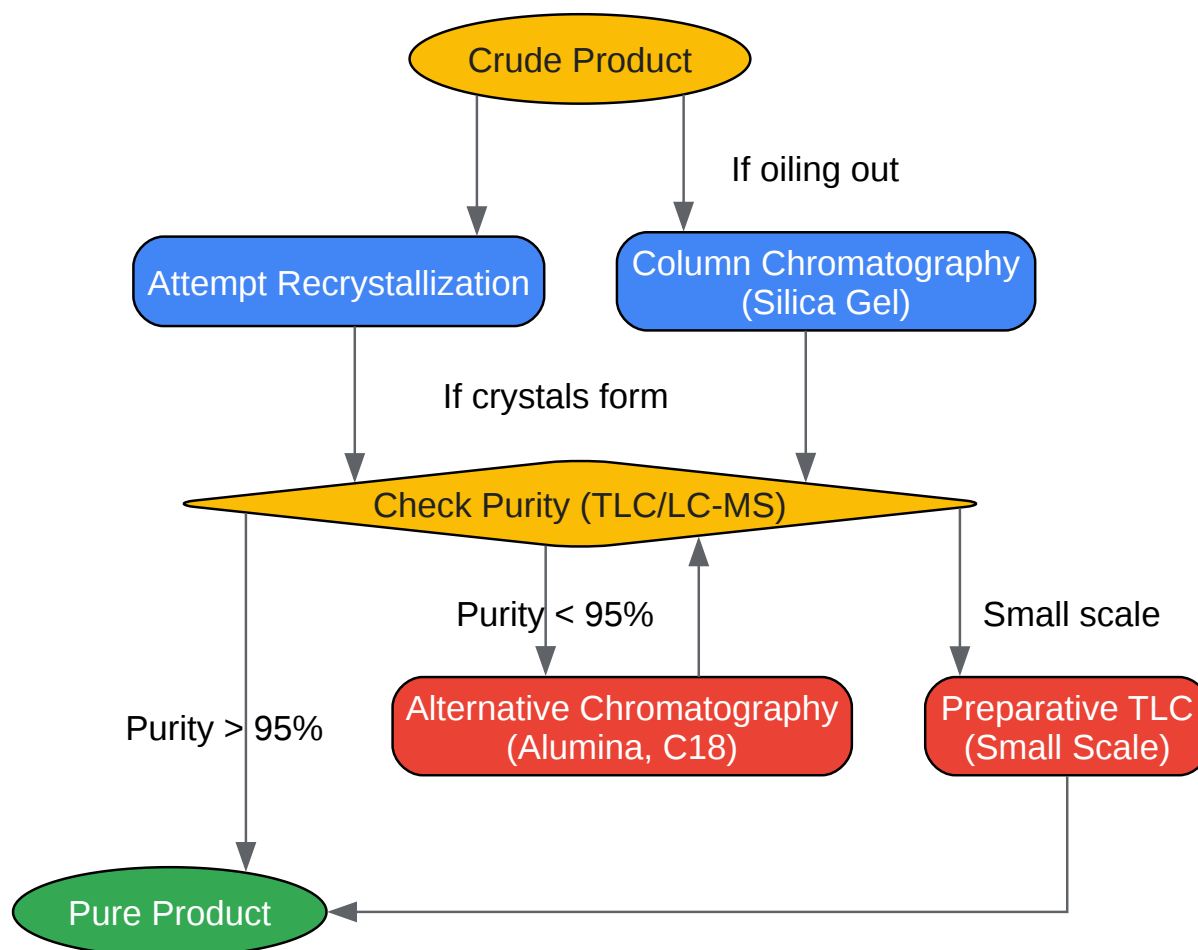 Crude Product
If oiling out
Attempt Recrystallization
Column Chromatography
(Silica Gel)
If crystals form
Check Purity (TLC/LC-MS)
Purity < 95%
Small scale
Purity > 95%
Alternative Chromatography
(Alumina, C18)
Preparative TLC
(Small Scale)
Pure Product